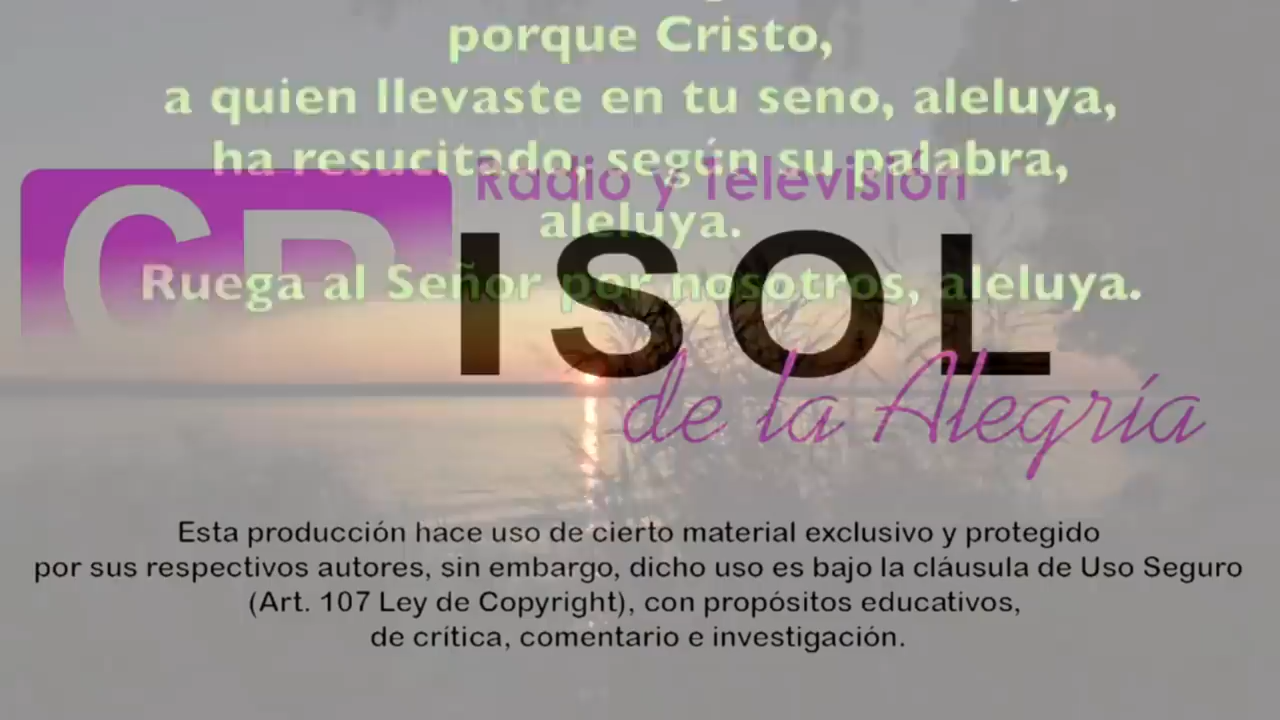 porque Cristo,
a quien llevaste en tu seno, aleluya,
ha resucitado, según su palabra,
aleluya.
Ruega al Señor por nosotros, aleluya.
Radio y Televisión
CRISOL
de la Alegría
Esta producción hace uso de cierto material exclusivo y protegido
por sus respectivos autores, sin embargo, dicho uso es bajo la cláusula de Uso Seguro
(Art. 107 Ley de Copyright), con propósitos educativos,
de crítica, comentario e investigación.